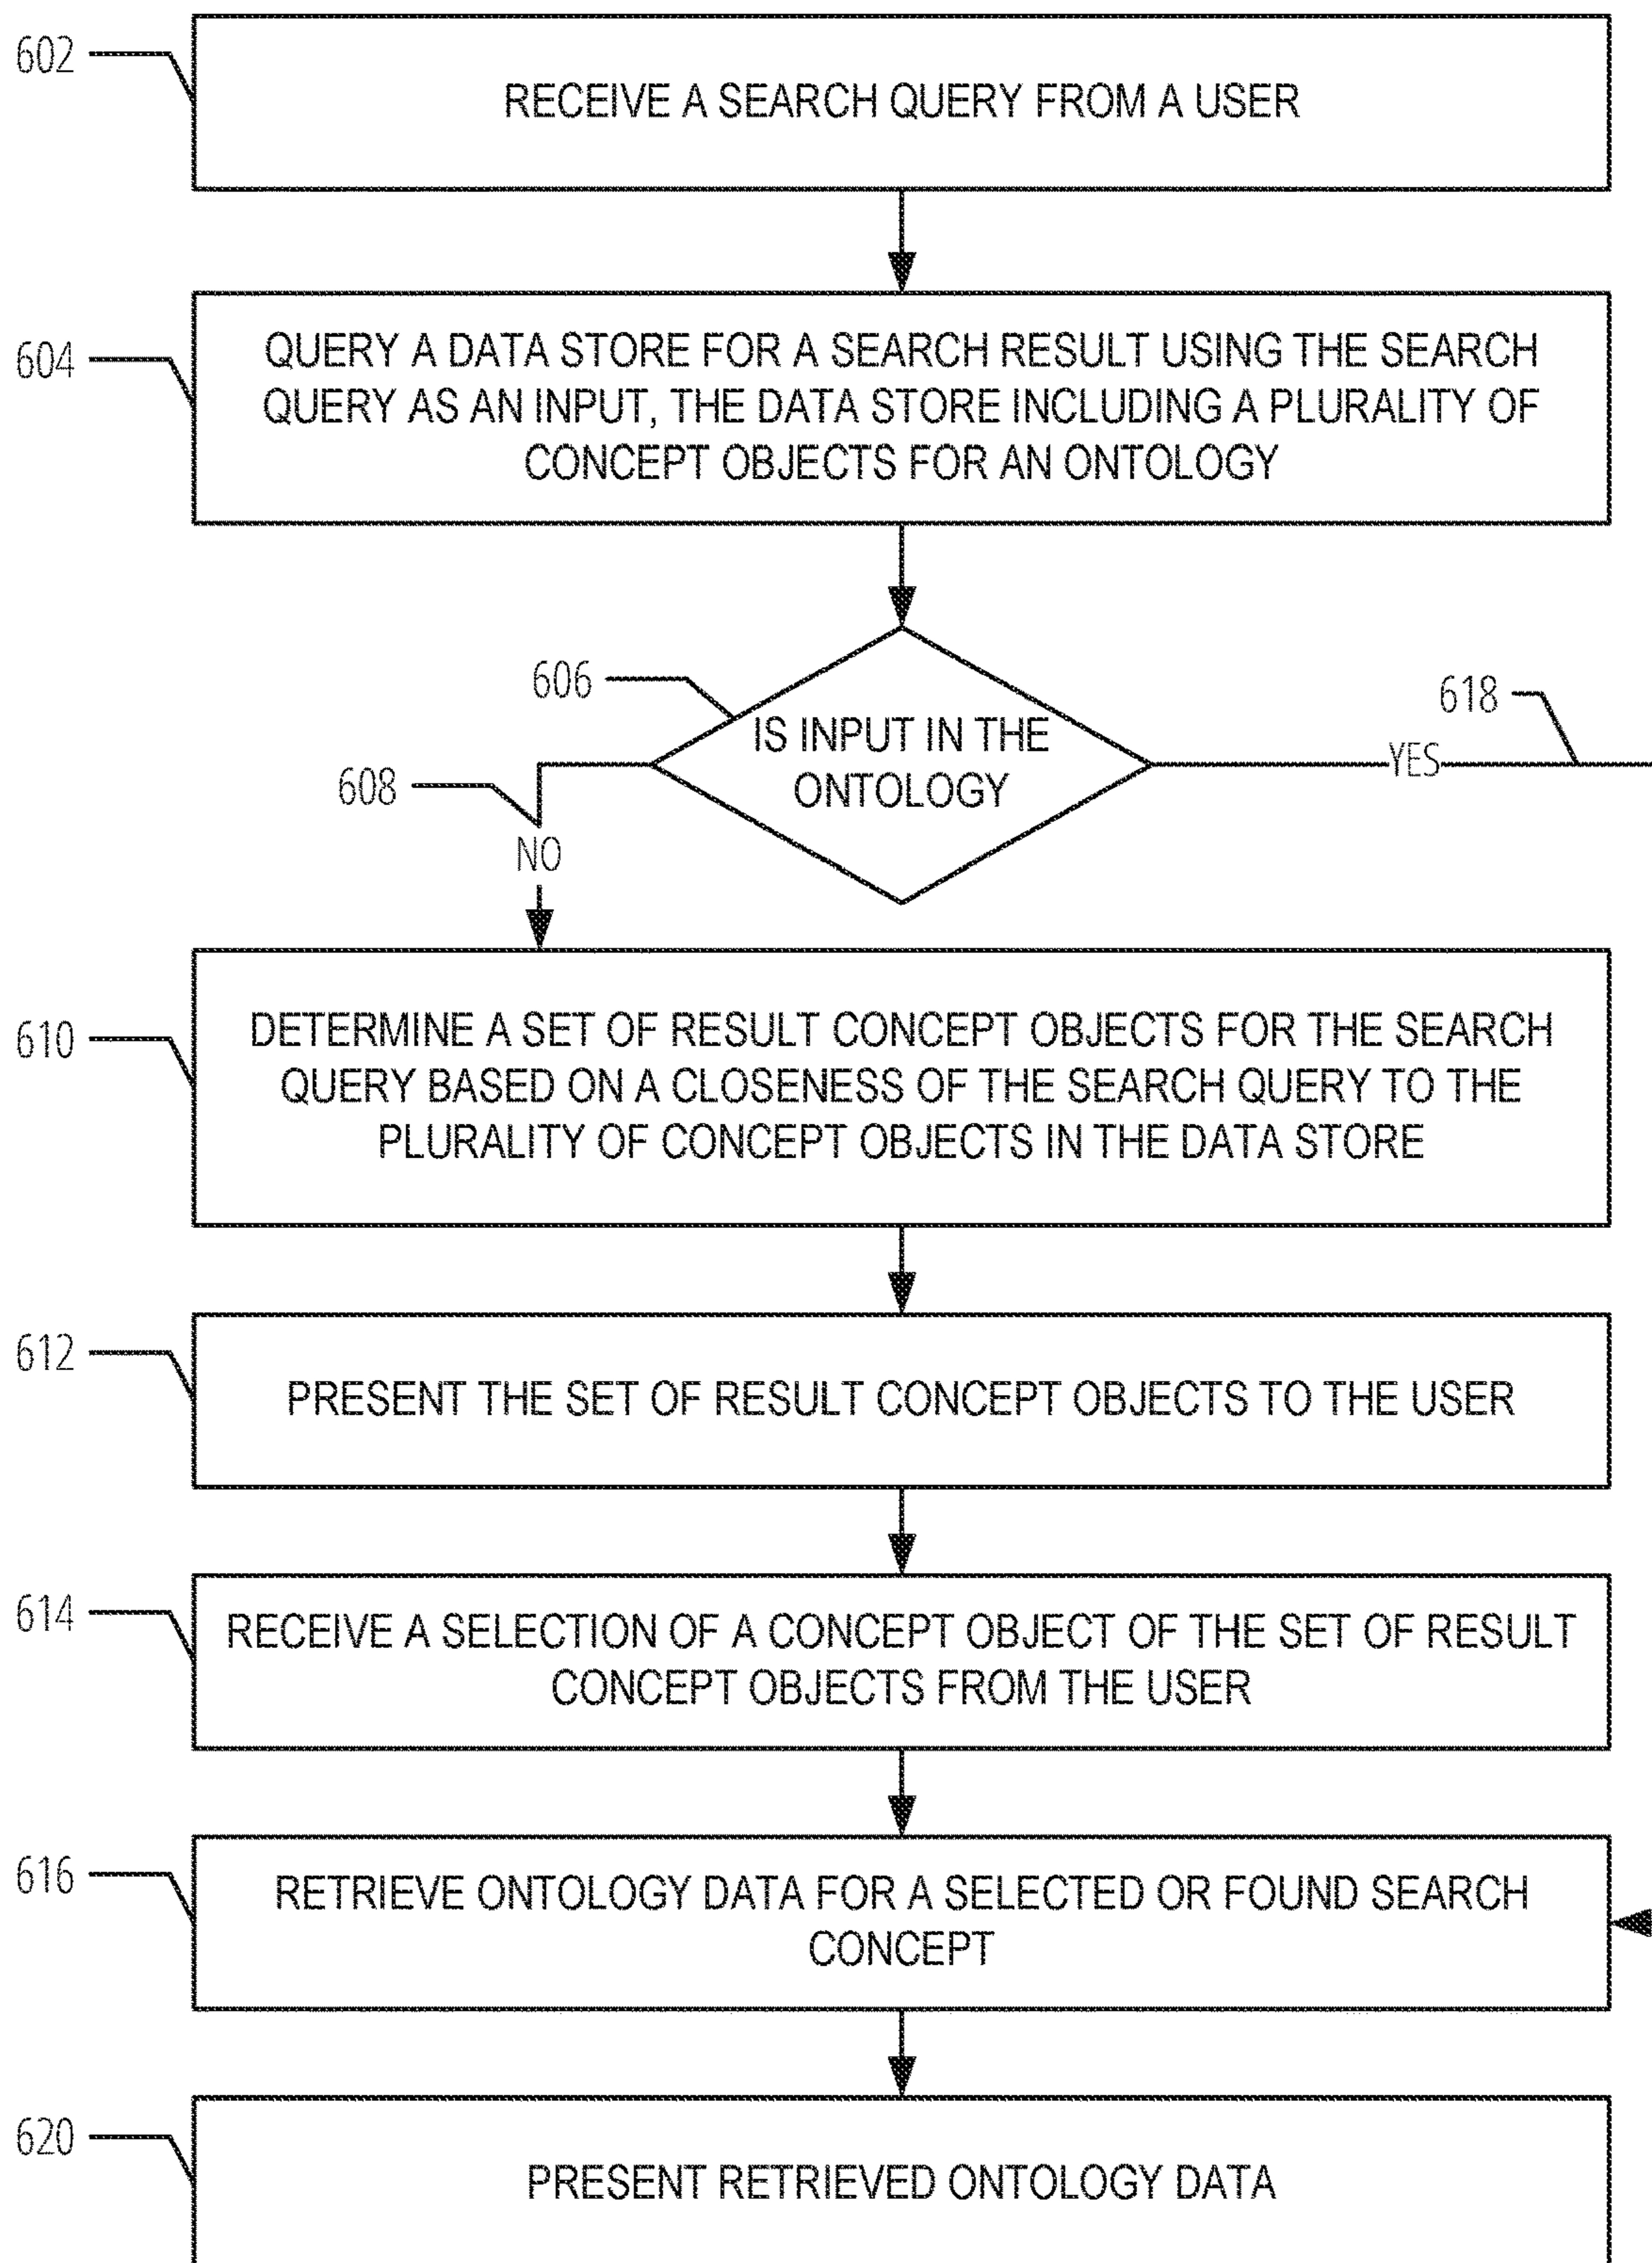 602
RECEIVE A SEARCH QUERY FROM A USER
604
QUERY A DATA STORE FOR A SEARCH RESULT USING THE SEARCH
QUERY AS AN INPUT, THE DATA STORE INCLUDING A PLURALITY OF
CONCEPT OBJECTS FOR AN ONTOLOGY
606
IS INPUT IN THE
ONTOLOGY
618
YES
608
NO
610
DETERMINE A SET OF RESULT CONCEPT OBJECTS FOR THE SEARCH
QUERY BASED ON A CLOSENESS OF THE SEARCH QUERY TO THE
PLURALITY OF CONCEPT OBJECTS IN THE DATA STORE
612
PRESENT THE SET OF RESULT CONCEPT OBJECTS TO THE USER
614
RECEIVE A SELECTION OF A CONCEPT OBJECT OF THE SET OF RESULT
CONCEPT OBJECTS FROM THE USER
616
RETRIEVE ONTOLOGY DATA FOR A SELECTED OR FOUND SEARCH
CONCEPT
620
PRESENT RETRIEVED ONTOLOGY DATA